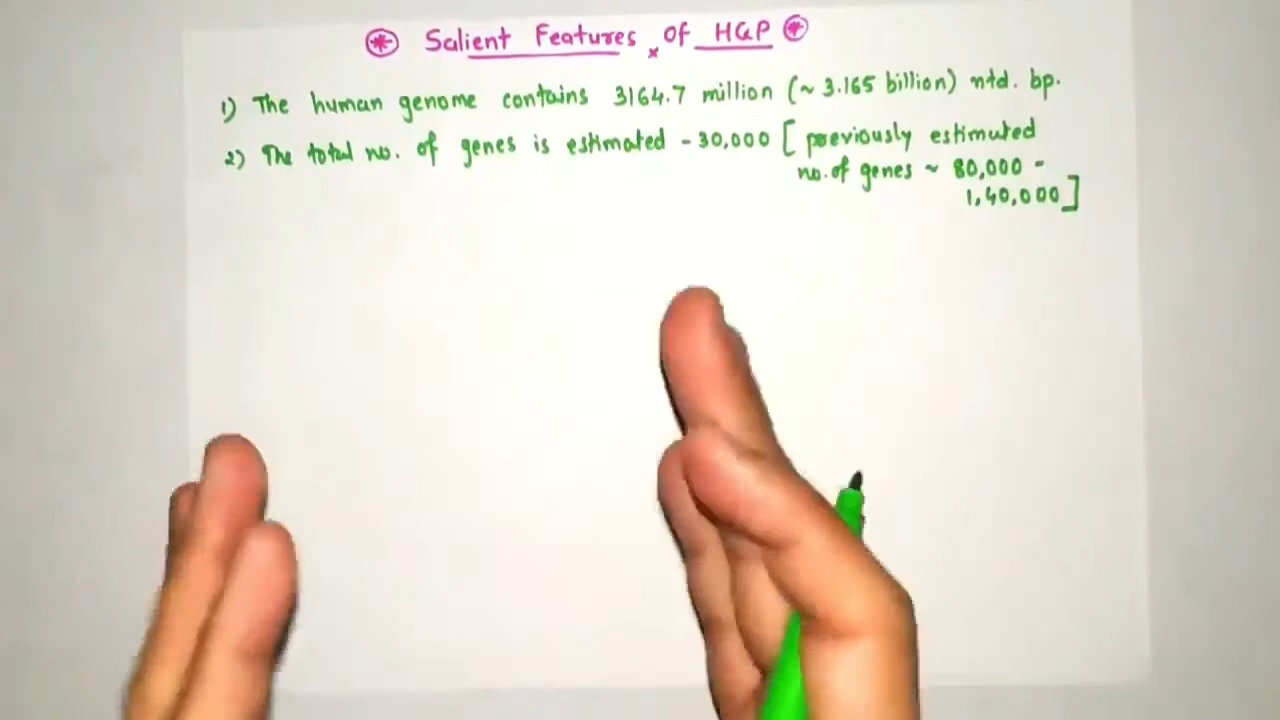 Salient Features of HGP
x
1) The human genome contains 3164.7 million (~ 3.165 billion) ntd. bp.
2) The total no. of genes is estimated - 30,000 [ previously estimated
no. of genes ~ 80,000 -
1,40,000 ]